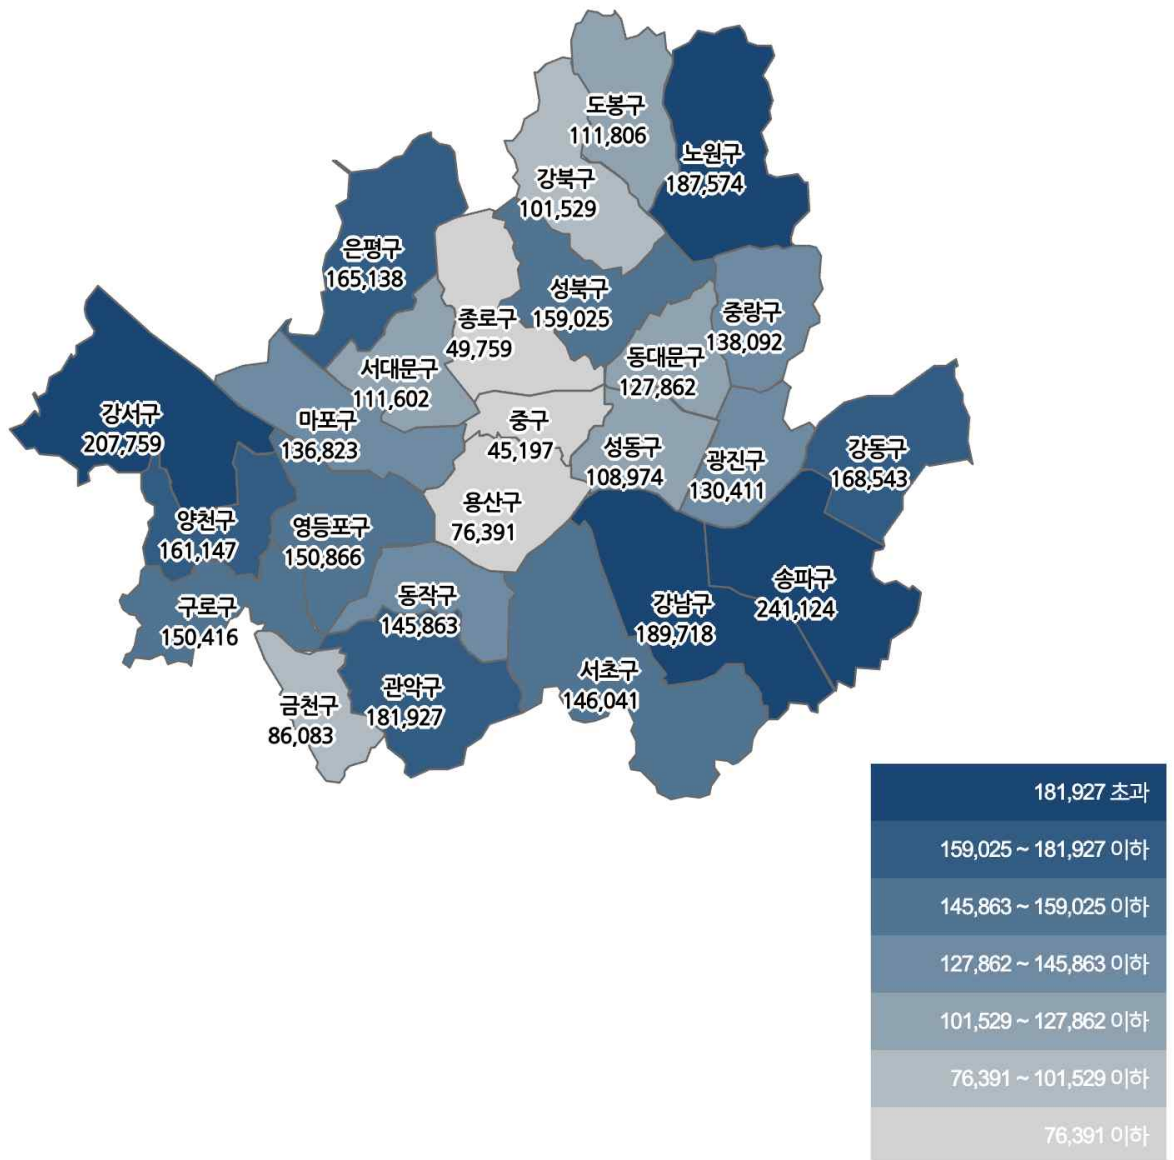 도봉구
111,806
노원구
187,574
강북구
101,529
은평구
165,138
성북구
159,025
종로구
49,759
중랑구
138,092
동대문구
127,862
서대문구
111,602
강서구
207,759
마포구
136,823
중구
45,197
성동구
108,974
광진구
130,411
강동구
168,543
용산구
76,391
양천구
161,147
영등포구
150,866
송파구
241,124
동작구
145,863
강남구
189,718
구로구
150,416
서초구
146,041
관악구
181,927
금천구
86,083
181,927 초과
159,025 ~ 181,927 이하
145,863 ~ 159,025 이하
127,862 ~ 145,863 이하
101,529 ~ 127,862 이하
76,391 ~ 101,529 이하
76,391 이하